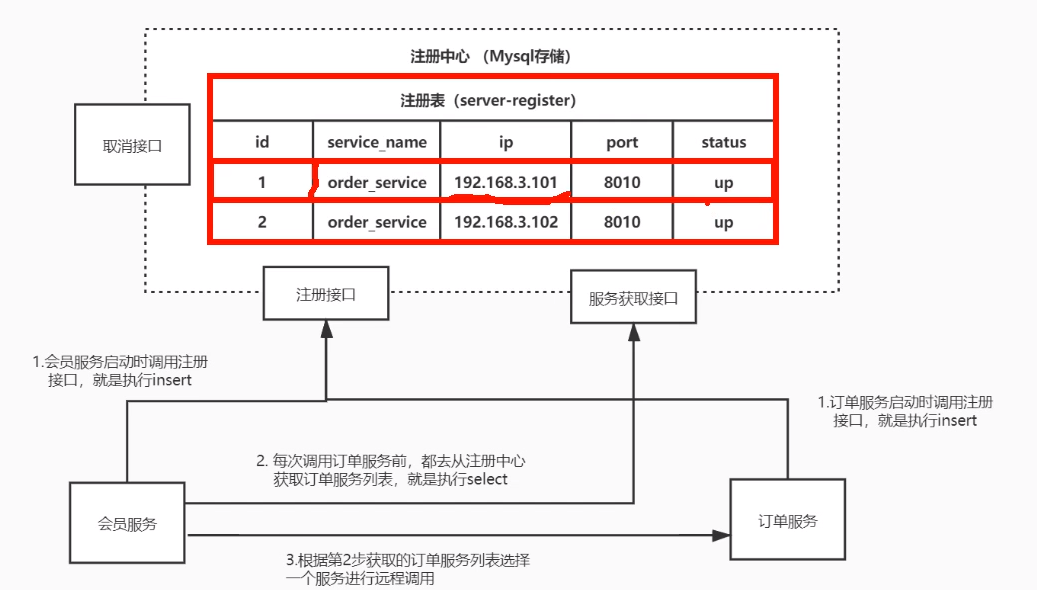 注册中心 （Mysql存储）
注册表（server-register）
取消接口
id service_name ip port status
1 order_service 192.168.3.101 8010 up
2 order_service 192.168.3.102 8010 up
注册接口
服务获取接口
1.会员服务启动时调用注册
接口，就是执行insert
1.订单服务启动时调用注册
接口，就是执行insert
2. 每次调用订单服务前，都去从注册中心
获取订单服务列表，就是执行select
会员服务
订单服务
3.根据第2步获取的订单服务列表选择
一个服务进行远程调用